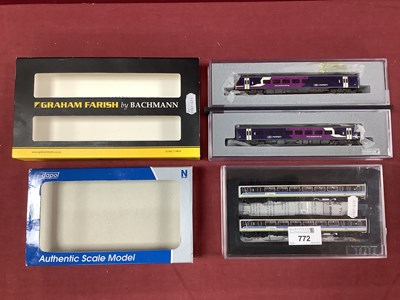 GRAHAM FARISH by BACHMANN
dapol
N
Authentic Scale Model
772